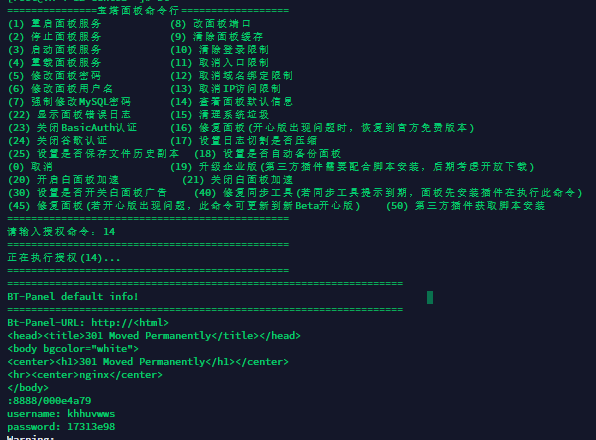 ==============宝塔面板命令行==================
(1) 重启面板服务 (8) 改面板端口
(2) 停止面板服务 (9) 清除面板缓存
(3) 启动面板服务 (10) 清除登录限制
(4) 重载面板服务 (11) 取消入口限制
(5) 修改面板密码 (12) 取消域名绑定限制
(6) 修改面板用户名 (13) 取消IP访问限制
(7) 强制修改MySQL密码 (14) 查看面板默认信息
(22) 显示面板错误日志 (15) 清理系统垃圾
(23) 关闭BasicAuth认证 (16) 修复面板(开心版出现问题时，恢复到官方免费版本)
(24) 关闭谷歌认证 (17) 设置日志切割是否压缩
(25) 设置是否保存文件历史副本 (18) 设置是否自动备份面板
(0) 取消 (19) 升级企业版(第三方插件需要配合脚本安装，后期考虑开放下载)
(20) 开启白面板加速 (21) 关闭白面板加速
(30) 设置是否开关白面板广告 (40) 修复同步工具(若同步工具提示到期，面板先安装插件在执行此命令)
(45) 修复面板(若开心版出现问题，此命令可更新到新Beta开心版) (50) 第三方插件获取脚本安装
===============================================
请输入授权命令：14
===============================================
正在执行授权(14)...
===============================================
==================================================================
BT-Panel default info!
==================================================================
Bt-Panel-URL: http://<html>
<head><title>301 Moved Permanently</title></head>
<body bgcolor="white">
<center><h1>301 Moved Permanently</h1></center>
<hr><center>nginx</center>
</body>
:8888/000e4a79
username: khhuvwws
password: 17313e98
Warning: